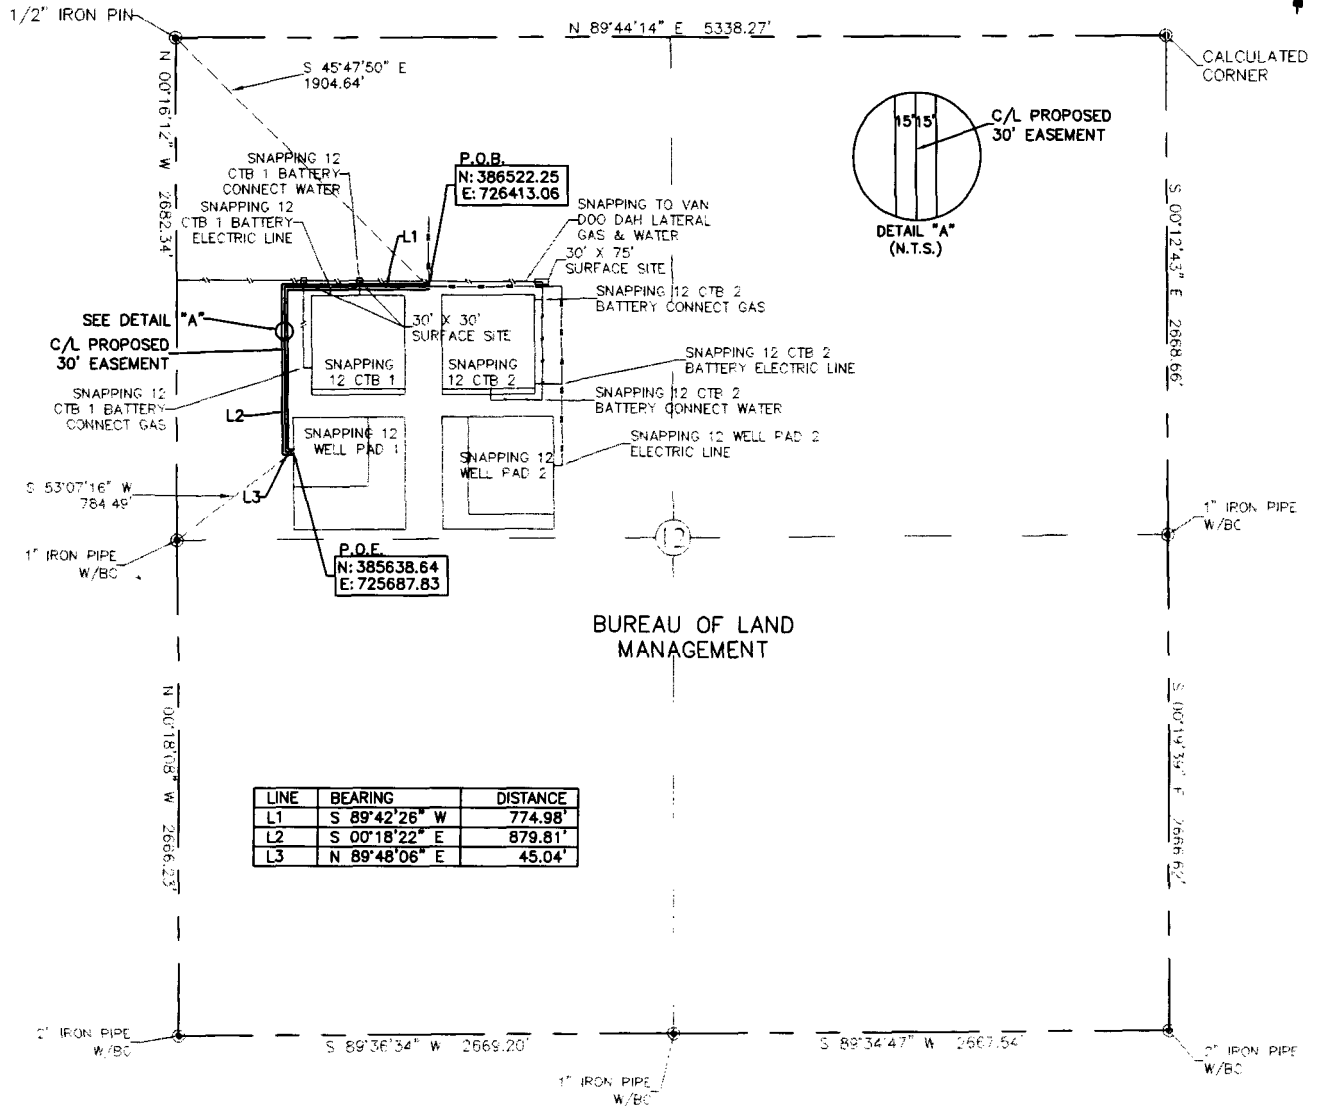 1/2" IRON PIN
N 89°44'14" E 5338.27'
CALCULATED
CORNER
S 45°47'50" E
1904.64'
N 00°16'12" W 2682.34'
15' 15'
C/L PROPOSED
30' EASEMENT
DETAIL "A"
(N.T.S.)
SNAPPING 12
CTB 1 BATTERY
CONNECT WATER
SNAPPING 12
CTB 1 BATTERY
ELECTRIC LINE
P.O.B.
N: 386522.25
E: 726413.06
L1
SNAPPING TO VAN
DOO DAH LATERAL
GAS & WATER
30' X 75'
SURFACE SITE
SNAPPING 12 CTB 2
BATTERY CONNECT GAS
S 00°12'43" E 2668.66'
SEE DETAIL "A"
C/L PROPOSED
30' EASEMENT
30' X 30'
SURFACE SITE
SNAPPING
12 CTB 1
SNAPPING
12 CTB 2
SNAPPING 12 CTB 2
BATTERY ELECTRIC LINE
SNAPPING 12
CTB 1 BATTERY
CONNECT GAS
L2
SNAPPING 12 CTB 2
BATTERY CONNECT WATER
SNAPPING 12
WELL PAD 1
SNAPPING 12
WELL PAD 2
SNAPPING 12 WELL PAD 2
ELECTRIC LINE
S 53°07'16" W
784.49'
L3
1" IRON PIPE
W/BC
1" IRON PIPE
W/BC
12
P.O.E.
N: 385638.64
E: 725687.83
BUREAU OF LAND
MANAGEMENT
N 00°18'08" W 2666.23'
S 00°19'39" E 2666.62'
LINE BEARING DISTANCE
L1 S 89°42'26" W 774.98'
L2 S 00°18'22" E 879.81'
L3 N 89°48'06" E 45.04'
2" IRON PIPE
W/BC
S 89°36'34" W 2669.20'
S 89°34'47" W 2667.54'
2" IRON PIPE
W/BC
1" IRON PIPE
W/BC